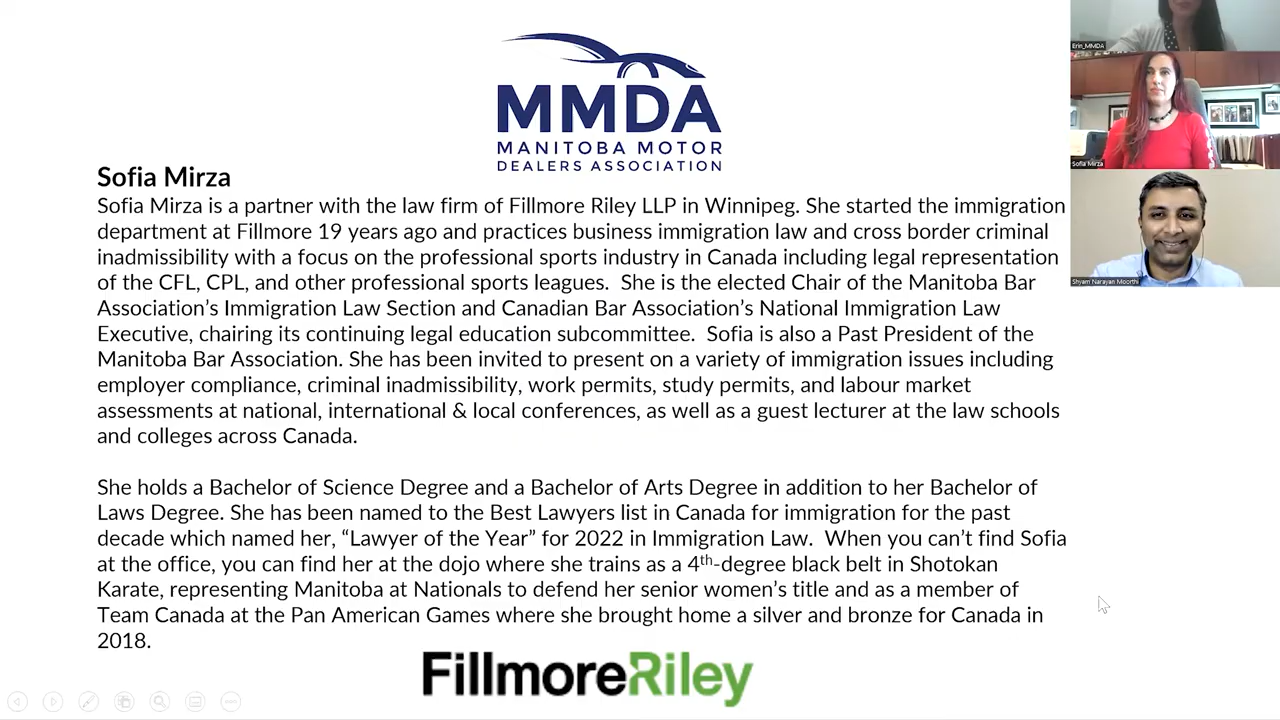 MMDA
MANITOBA MOTOR
DEALERS ASSOCIATION
Erin_MMDA
Sofia Mirza
Shyam Narayan Moorthi
Sofia Mirza
Sofia Mirza is a partner with the law firm of Fillmore Riley LLP in Winnipeg. She started the immigration
department at Fillmore 19 years ago and practices business immigration law and cross border criminal
inadmissibility with a focus on the professional sports industry in Canada including legal representation
of the CFL, CPL, and other professional sports leagues.  She is the elected Chair of the Manitoba Bar
Association’s Immigration Law Section and Canadian Bar Association’s National Immigration Law
Executive, chairing its continuing legal education subcommittee.  Sofia is also a Past President of the
Manitoba Bar Association. She has been invited to present on a variety of immigration issues including
employer compliance, criminal inadmissibility, work permits, study permits, and labour market
assessments at national, international & local conferences, as well as a guest lecturer at the law schools
and colleges across Canada.
She holds a Bachelor of Science Degree and a Bachelor of Arts Degree in addition to her Bachelor of
Laws Degree. She has been named to the Best Lawyers list in Canada for immigration for the past
decade which named her, “Lawyer of the Year” for 2022 in Immigration Law.  When you can’t find Sofia
at the office, you can find her at the dojo where she trains as a 4th-degree black belt in Shotokan
Karate, representing Manitoba at Nationals to defend her senior women’s title and as a member of
Team Canada at the Pan American Games where she brought home a silver and bronze for Canada in
2018.
FillmoreRiley